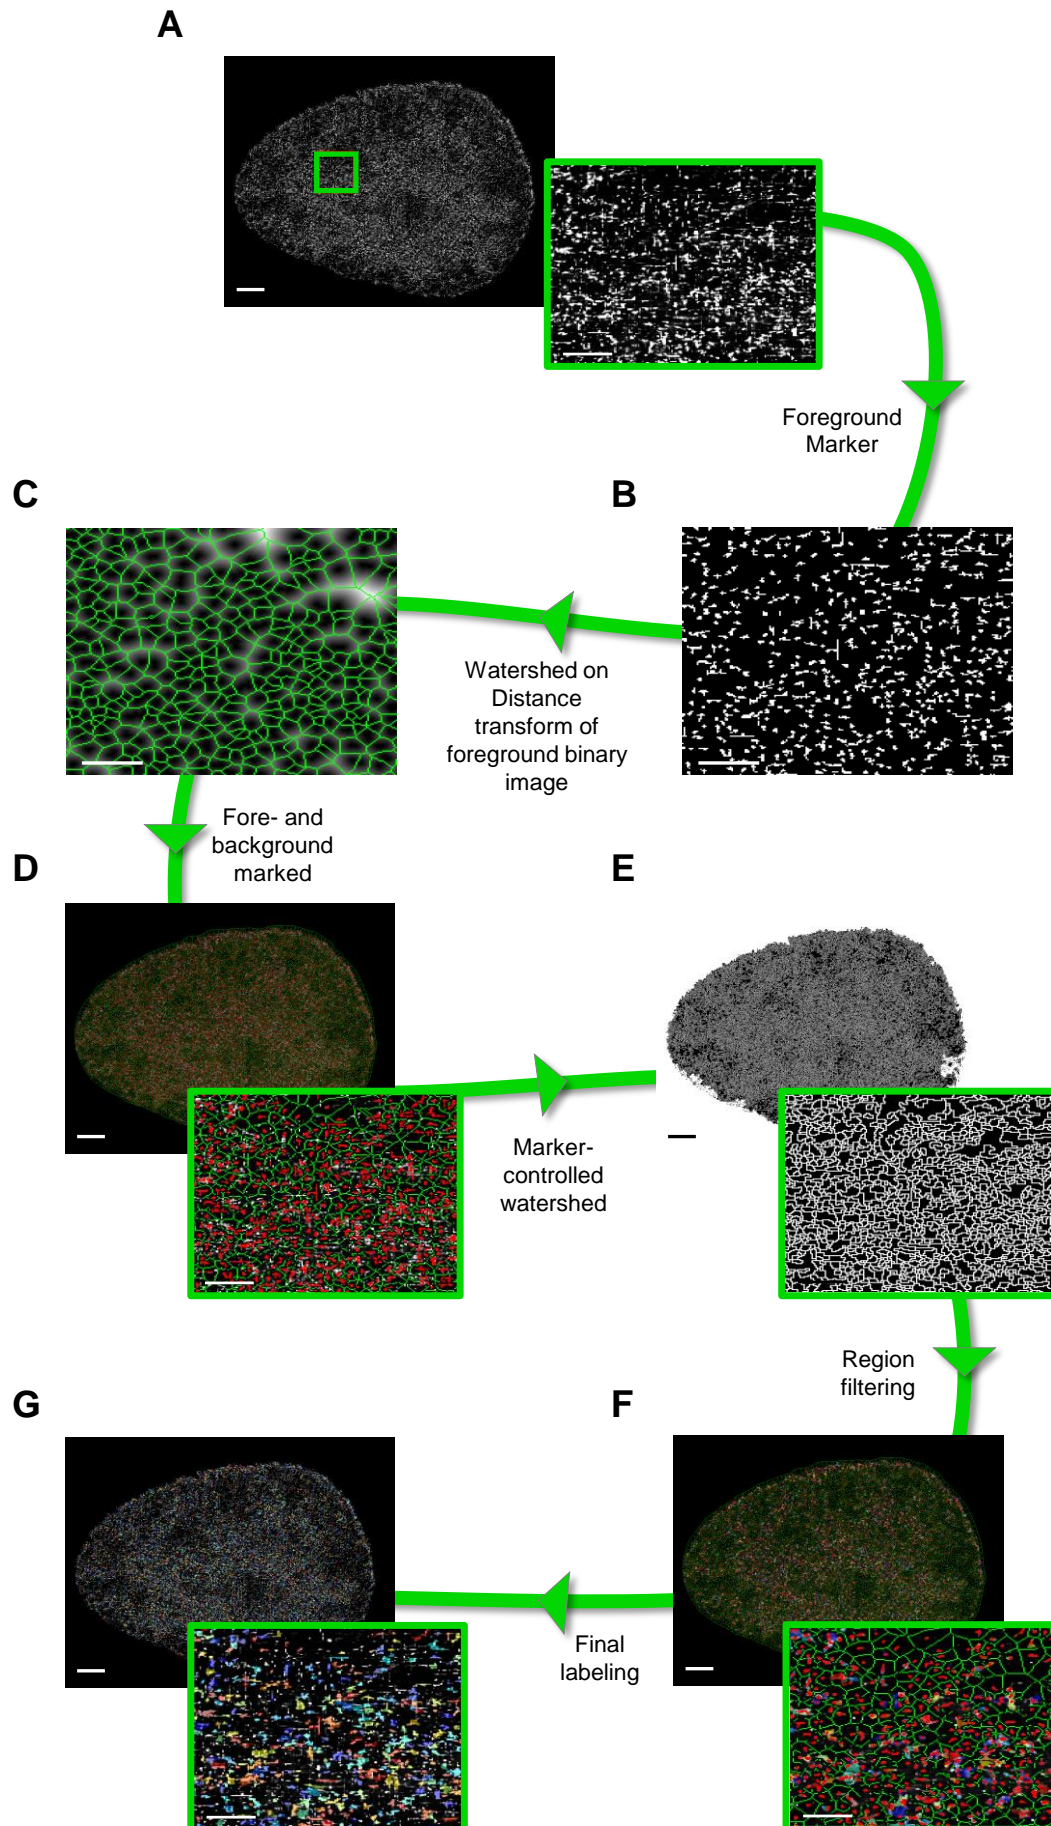 A
Foreground
Marker
C
B
Watershed on
Distance
transform of
foreground binary
image
Fore- and
background
marked
D
E
Marker-
controlled
watershed
Region
filtering
G
F
Final
labeling